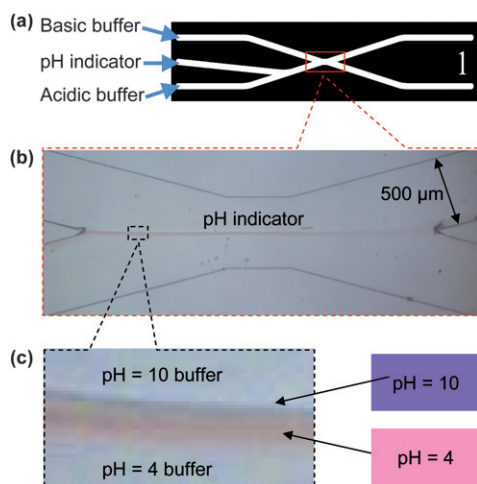 (a)
Basic buffer
pH indicator
Acidic buffer
1
(b)
500 μm
pH indicator
(c)
pH = 10 buffer
pH = 10
pH = 4
pH = 4 buffer